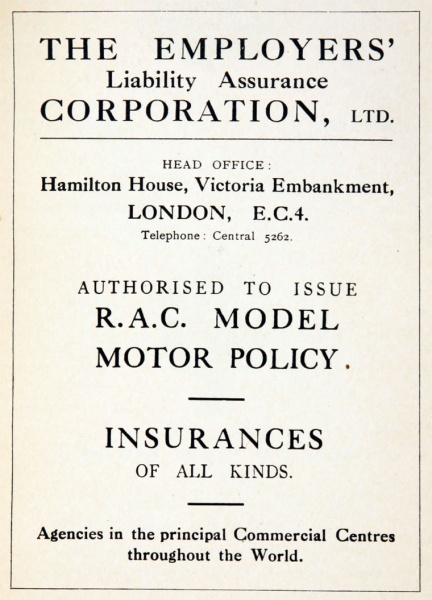 THE EMPLOYERS'
Liability Assurance
CORPORATION, LTD.
HEAD OFFICE:
Hamilton House, Victoria Embankment,
LONDON, E.C.4.
Telephone: Central 5262.
AUTHORISED TO ISSUE
R.A.C. MODEL
MOTOR POLICY.
INSURANCES
OF ALL KINDS.
Agencies in the principal Commercial Centres
throughout the World.